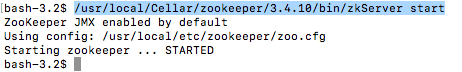 bash-3.2$ /usr/local/Cellar/zookeeper/3.4.10/bin/zkServer start
ZooKeeper JMX enabled by default
Using config: /usr/local/etc/zookeeper/zoo.cfg
Starting zookeeper ... STARTED
bash-3.2$